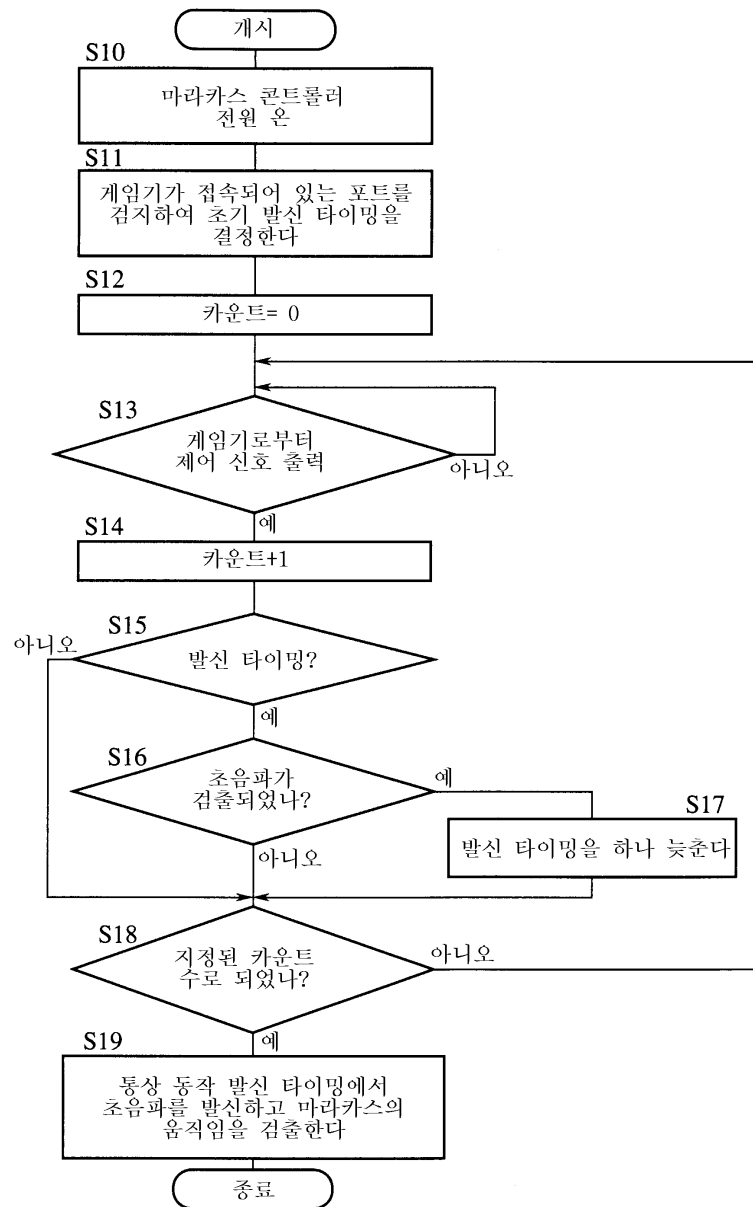 개시
S10
마라카스 콘트롤러
전원 온
S11
게임기가 접속되어 있는 포트를
검지하여 초기 발신 타이밍을
결정한다
S12
카운트= 0
S13
게임기로부터
제어 신호 출력
아니오
예
S14
카운트+1
S15
아니오
발신 타이밍?
예
S16
초음파가
검출되었나?
예
아니오
S17
발신 타이밍을 하나 늦춘다
S18
지정된 카운트
수로 되었나?
아니오
예
S19
통상 동작 발신 타이밍에서
초음파를 발신하고 마라카스의
움직임을 검출한다
종료